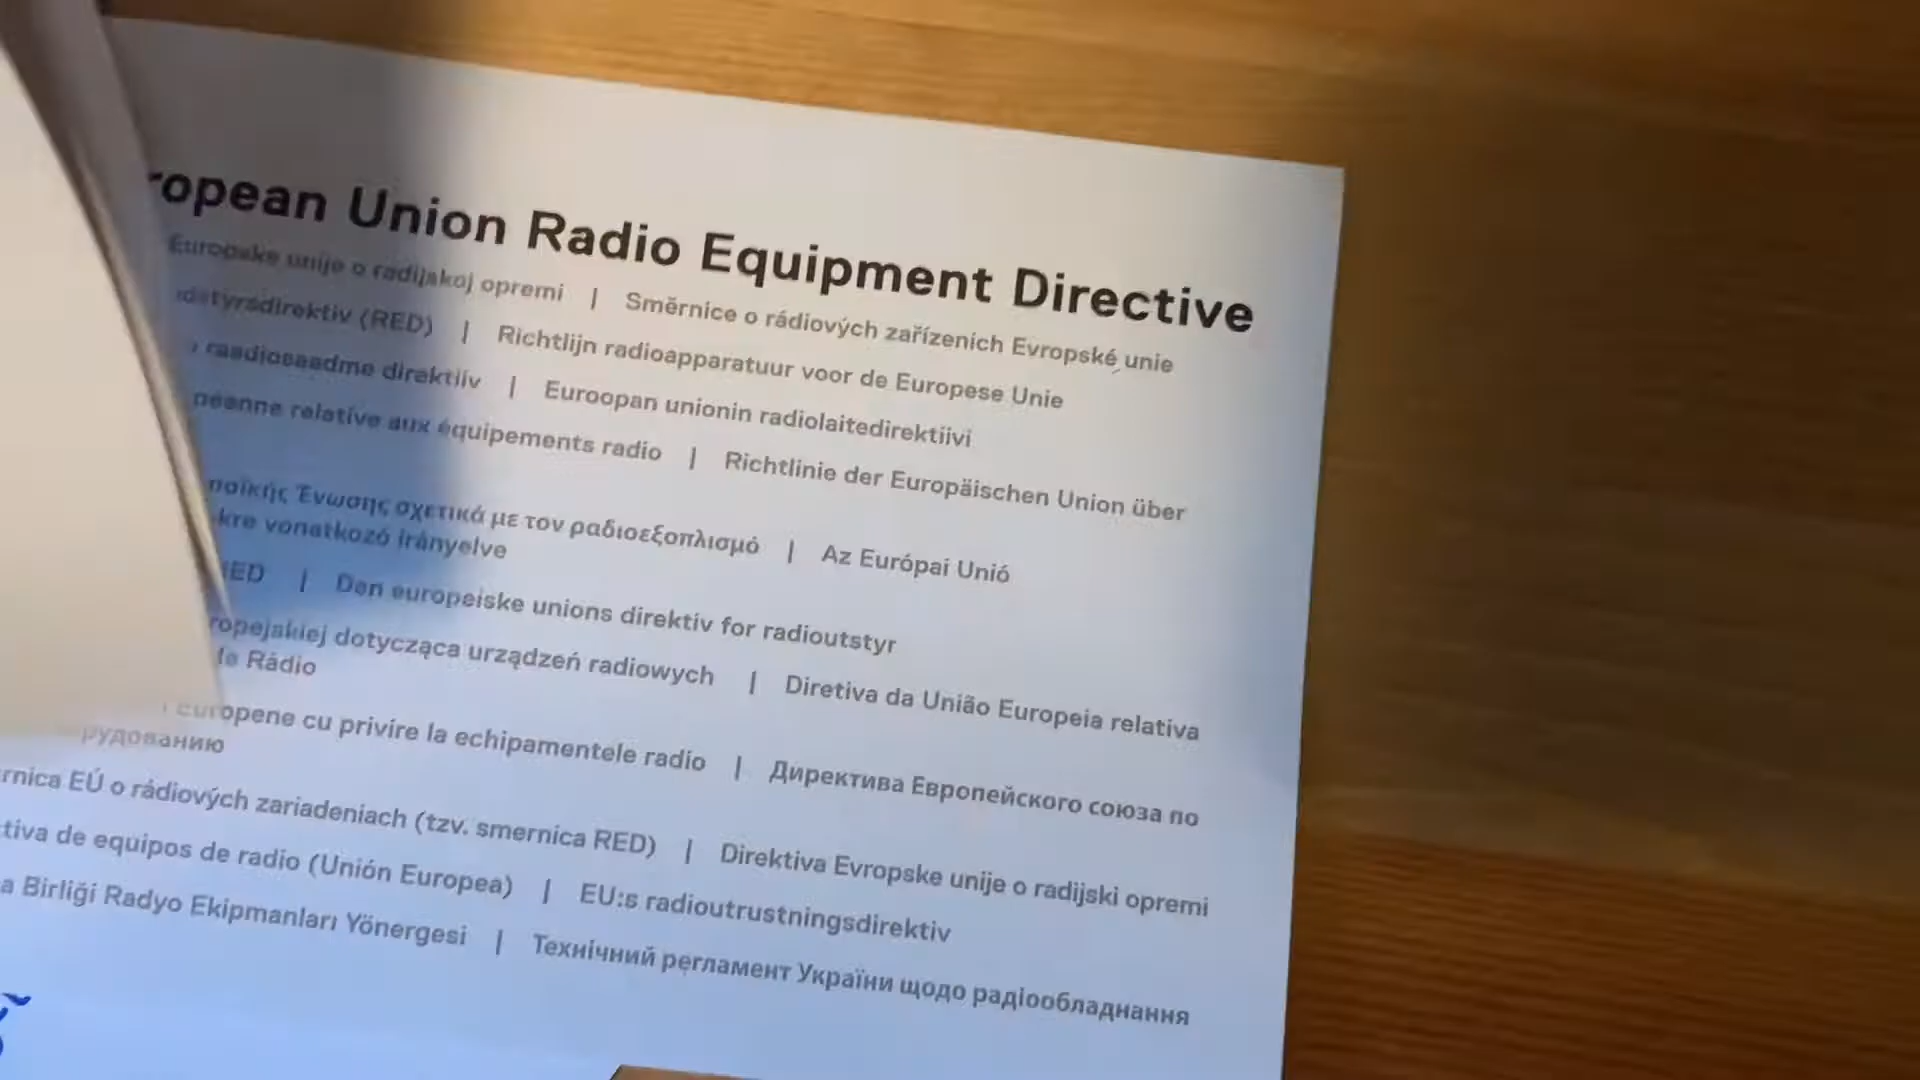 Union Radio Equipment Directive
Europske unije o radijskoj opremi | Směrnice o rádiových zařízeních Evropské unie
(RED) | Richtlijn radioapparatuur voor de Europese Unie
raadioseadme direktiiv | Euroopan unionin radiolaitedirektiivi
relative aux équipements radio | Richtlinie der Europäischen Union über
Ένωσης σχετικά με τον ραδιοεξοπλισμό | Az Európai Unió
vonatkozó irányelve
RED | Den europeiske unions direktiv for radioutstyr
dotycząca urządzeń radiowych | Diretiva da União Europeia relativa
de Rádio
Europene cu privire la echipamentele radio | Директива Европейского союза по
EÚ o rádiových zariadeniach (tzv. smernica RED) | Direktiva Evropske unije o radijski opremi
de equipos de radio (Unión Europea) | EU:s radioutrustningsdirektiv
Birliği Radyo Ekipmanları Yönergesi | Технічний регламент України щодо радіообладнання